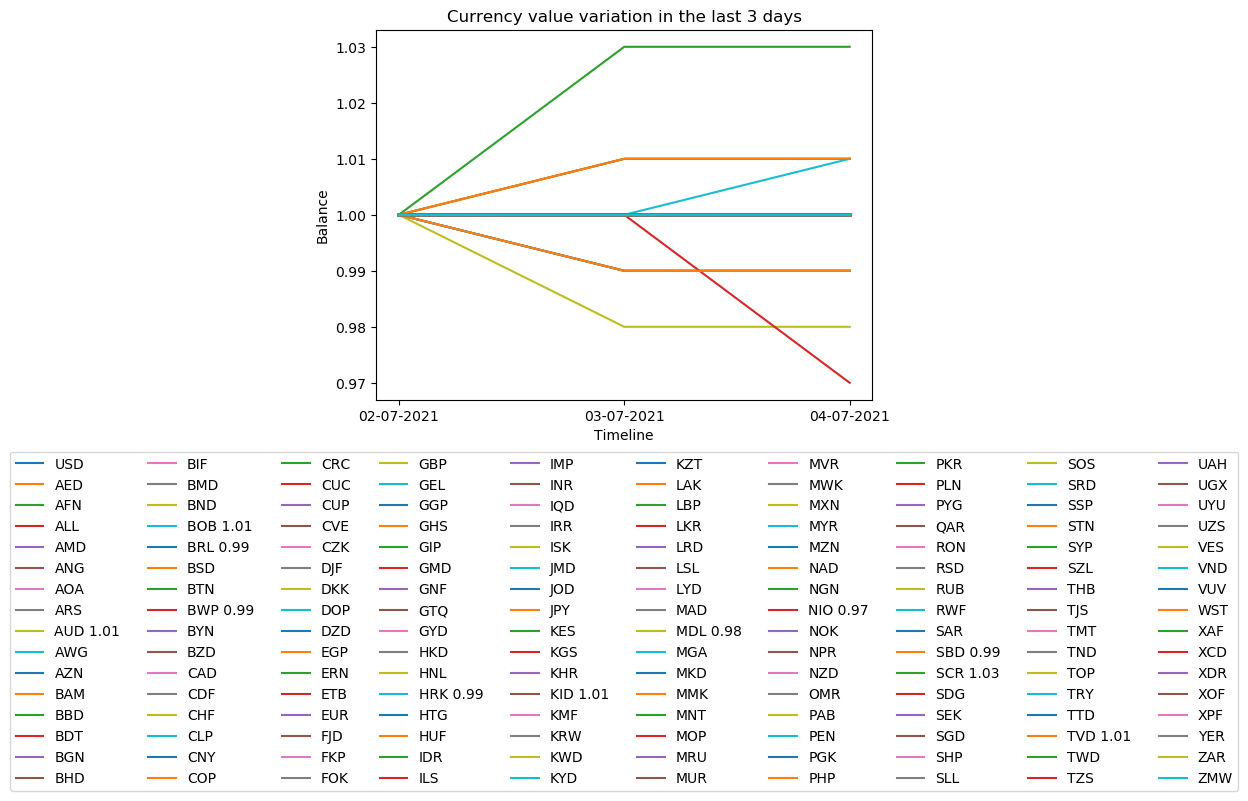 Currency value variation in the last 3 days
Balance
1.03
1.02
1.01
1.00
0.99
0.98
0.97
02-07-2021 03-07-2021 04-07-2021
Timeline
USD BIF CRC GBP IMP KZT MVR PKR SOS UAH
AED BMD CUC GEL INR LAK MWK PLN SRD UGX
AFN BND CUP GGP IQD LBP MXN PYG SSP UYU
ALL BOB 1.01 CVE GHS IRR LKR MYR QAR STN UZS
AMD BRL 0.99 CZK GIP ISK LRD MZN RON SYP VES
ANG BSD DJF GMD JMD LSL NAD RSD SZL VND
AOA BTN DKK GNF JOD LYD NGN RUB THB VUV
ARS BWP 0.99 DOP GTQ JPY MAD NIO 0.97 RWF TJS WST
AUD 1.01 BYN DZD GYD KES MDL 0.98 NOK SAR TMT XAF
AWG BZD EGP HKD KGS MGA NPR SBD 0.99 TND XCD
AZN CAD ERN HNL KHR MKD NZD SCR 1.03 TOP XDR
BAM CDF ETB HRK 0.99 KID 1.01 MMK OMR SDG TRY XOF
BBD CHF EUR HTG KMF MNT PAB SEK TTD XPF
BDT CLP FJD HUF KRW MOP PEN SGD TVD 1.01 YER
BGN CNY FKP IDR KWD MRU PGK SHP TWD ZAR
BHD COP FOK ILS KYD MUR PHP SLL TZS ZMW